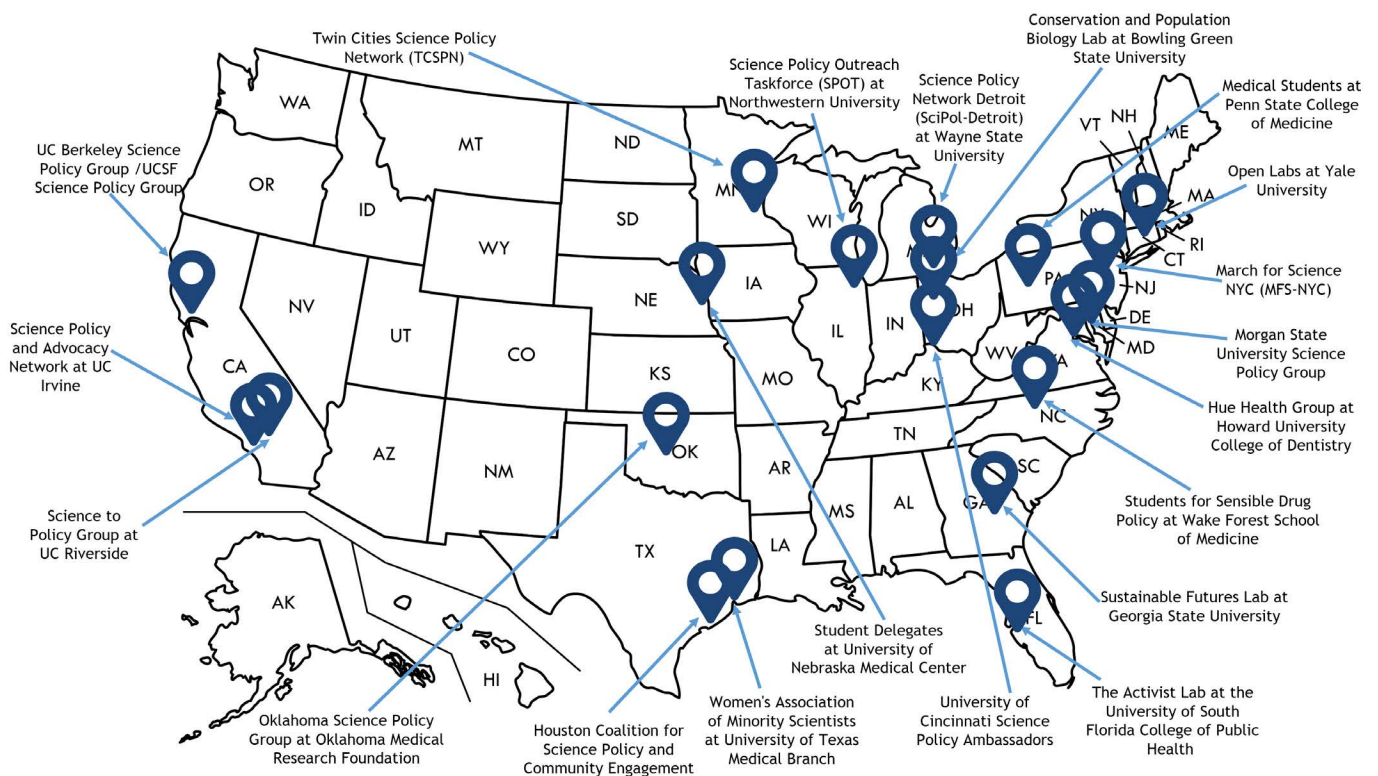 Twin Cities Science Policy
Network (TCSPN)
Science Policy Outreach
Taskforce (SPOT) at
Northwestern University
Science Policy
Network Detroit
(SciPol-Detroit)
at Wayne State
University
Conservation and Population
Biology Lab at Bowling Green
State University
Medical Students at
Penn State College
of Medicine
Open Labs at Yale
University
March for Science
NYC (MFS-NYC)
Morgan State
University Science
Policy Group
Hue Health Group at
Howard University
College of Dentistry
Students for Sensible Drug
Policy at Wake Forest School
of Medicine
Sustainable Futures Lab at
Georgia State University
The Activist Lab at the
University of South
Florida College of Public
Health
University of
Cincinnati Science
Policy Ambassadors
Student Delegates
at University of
Nebraska Medical Center
Women's Association
of Minority Scientists
at University of Texas
Medical Branch
Houston Coalition for
Science Policy and
Community Engagement
Oklahoma Science Policy
Group at Oklahoma Medical
Research Foundation
Science to
Policy Group at
UC Riverside
Science Policy
and Advocacy
Network at UC
Irvine
UC Berkeley Science
Policy Group /UCSF
Science Policy Group
WA
OR
CA
NV
ID
MT
WY
UT
AZ
CO
NM
ND
SD
NE
KS
OK
TX
MN
IA
MO
AR
LA
WI
IL
IN
OH
KY
TN
MS
AL
GA
FL
SC
NC
VA
WV
PA
NY
VT
NH
ME
MA
RI
CT
NJ
DE
MD
AK
HI